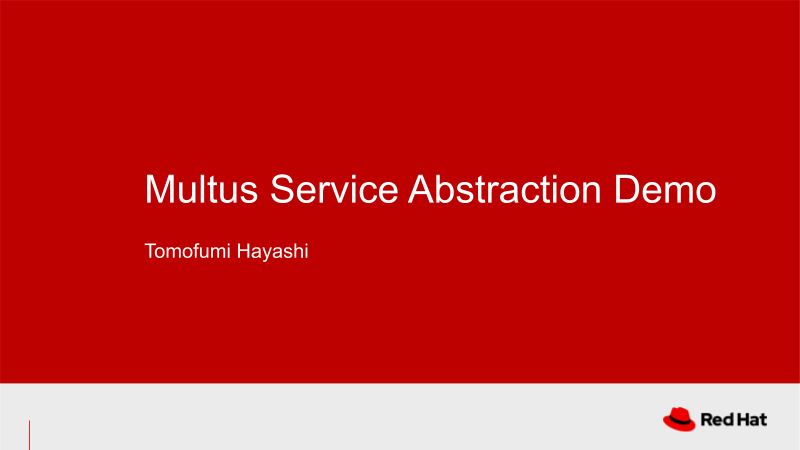 Multus Service Abstraction Demo
Tomofumi Hayashi
Red Hat